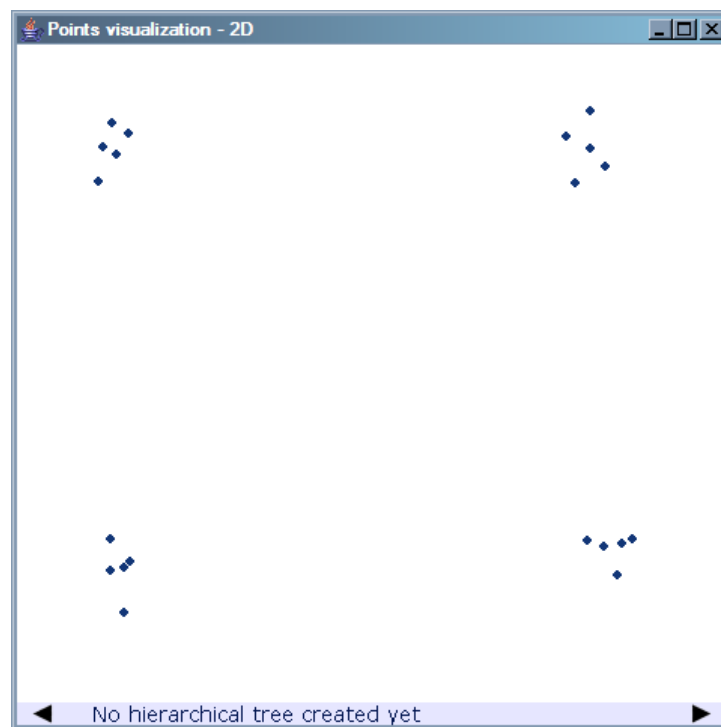 Points visualization - 2D
No hierarchical tree created yet